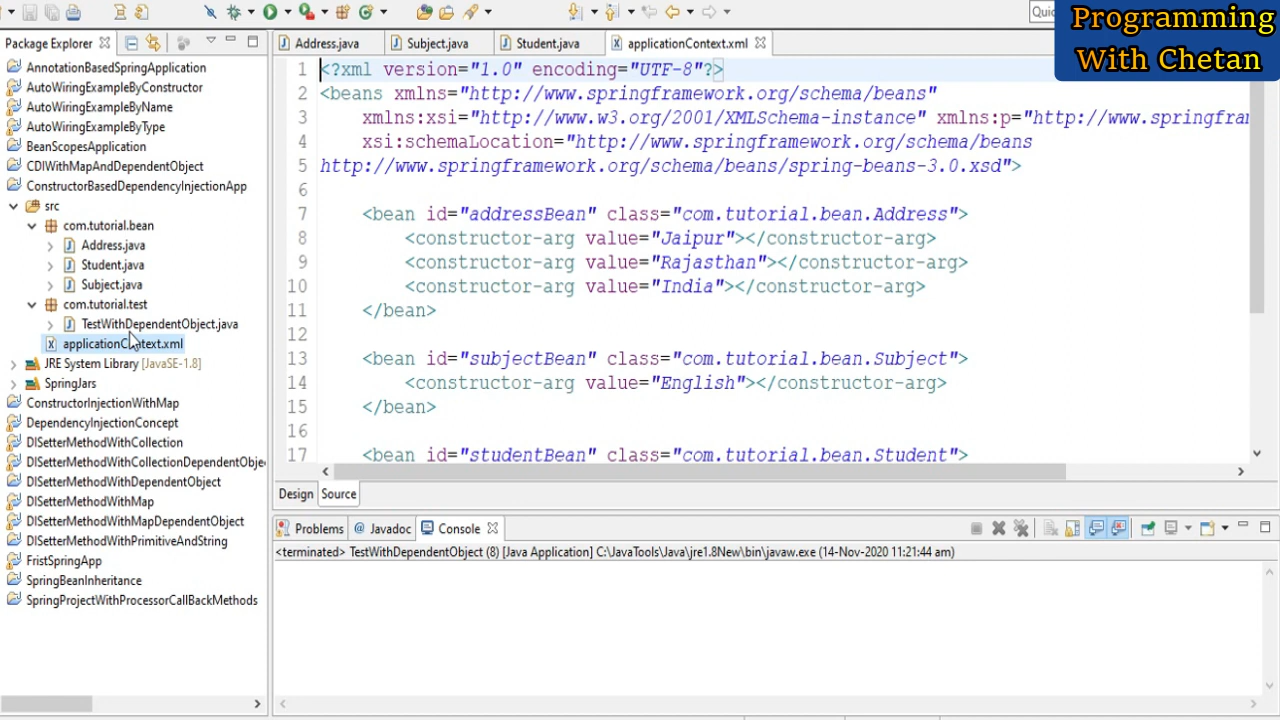 Quic
Programming
With Chetan
Package Explorer
Address.java
Subject.java
Student.java
applicationContext.xml
AnnotationBasedSpringApplication
AutoWiringExampleByConstructor
AutoWiringExampleByName
AutoWiringExampleByType
BeanScopesApplication
CDIWithMapAndDependentObject
ConstructorBasedDependencyInjectionApp
src
com.tutorial.bean
Address.java
Student.java
Subject.java
com.tutorial.test
TestWithDependentObject.java
applicationContext.xml
JRE System Library [JavaSE-1.8]
SpringJars
ConstructorInjectionWithMap
DependencyInjectionConcept
DISetterMethodWithCollection
DISetterMethodWithCollectionDependentObje
DISetterMethodWithDependentObject
DISetterMethodWithMap
DISetterMethodWithMapDependentObject
DISetterMethodWithPrimitiveAndString
FristSpringApp
SpringBeanInheritance
SpringProjectWithProcessorCallBackMethods
1 <?xml version="1.0" encoding="UTF-8"?>
2 <beans xmlns="http://www.springframework.org/schema/beans"
3 xmlns:xsi="http://www.w3.org/2001/XMLSchema-instance" xmlns:p="http://www.springfram
4 xsi:schemaLocation="http://www.springframework.org/schema/beans
5 http://www.springframework.org/schema/beans/spring-beans-3.0.xsd">
6
7 <bean id="addressBean" class="com.tutorial.bean.Address">
8 <constructor-arg value="Jaipur"></constructor-arg>
9 <constructor-arg value="Rajasthan"></constructor-arg>
10 <constructor-arg value="India"></constructor-arg>
11 </bean>
12
13 <bean id="subjectBean" class="com.tutorial.bean.Subject">
14 <constructor-arg value="English"></constructor-arg>
15 </bean>
16
17 <bean id="studentBean" class="com.tutorial.bean.Student">
Design Source
Problems @ Javadoc Console
<terminated> TestWithDependentObject (8) [Java Application] C:\JavaTools\Java\jre1.8New\bin\javaw.exe (14-Nov-2020 11:21:44 am)